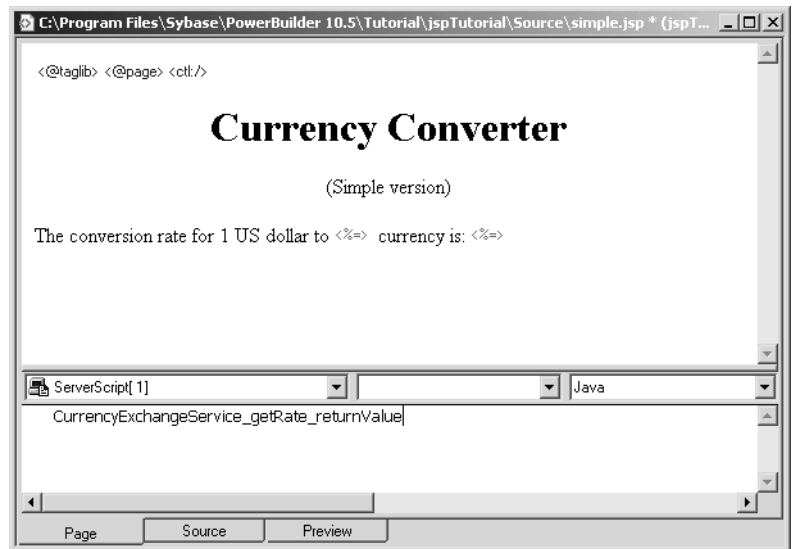 C:\Program Files\Sybase\PowerBuilder 10.5\Tutorial\jspTutorial\Source\simple.jsp * (jspT...
<@taglib> <@page> <ctl:/>
Currency Converter
(Simple version)
The conversion rate for 1 US dollar to <%=> currency is: <%=>
ServerScript[ 1] Java
CurrencyExchangeService_getRate_returnValue
Page Source Preview